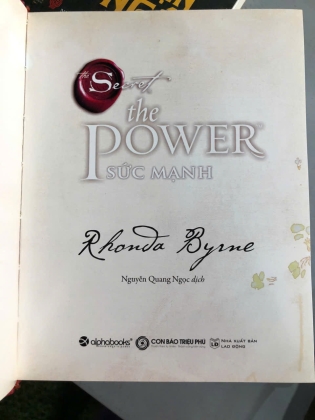 the Secret
the
POWER
SỨC MẠNH
Rhonda Byrne
Nguyễn Quang Ngọc dịch
alphabooks
CON BÁO TRIỆU PHÚ
NHÀ XUẤT BẢN
LAO ĐỘNG